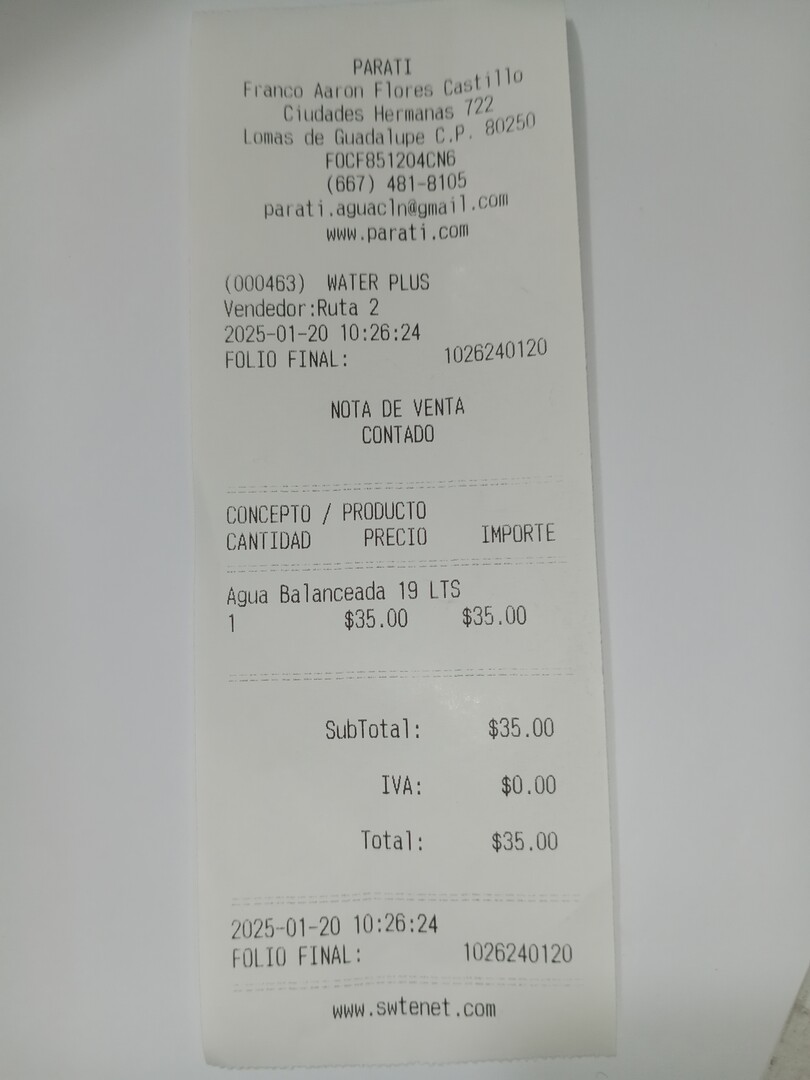 PARATI
Franco Aaron Flores Castillo
Ciudades Hermanas 722
Lomas de Guadalupe C.P. 80250
FOCF851204CN6
(667) 481-8105
parati.aguacln@gmail.com
www.parati.com
(000463) WATER PLUS
Vendedor:Ruta 2
2025-01-20 10:26:24
FOLIO FINAL: 1026240120
NOTA DE VENTA
CONTADO
CONCEPTO / PRODUCTO
CANTIDAD PRECIO IMPORTE
Agua Balanceada 19 LTS
1 $35.00 $35.00
SubTotal: $35.00
IVA: $0.00
Total: $35.00
2025-01-20 10:26:24
FOLIO FINAL: 1026240120
www.swtenet.com